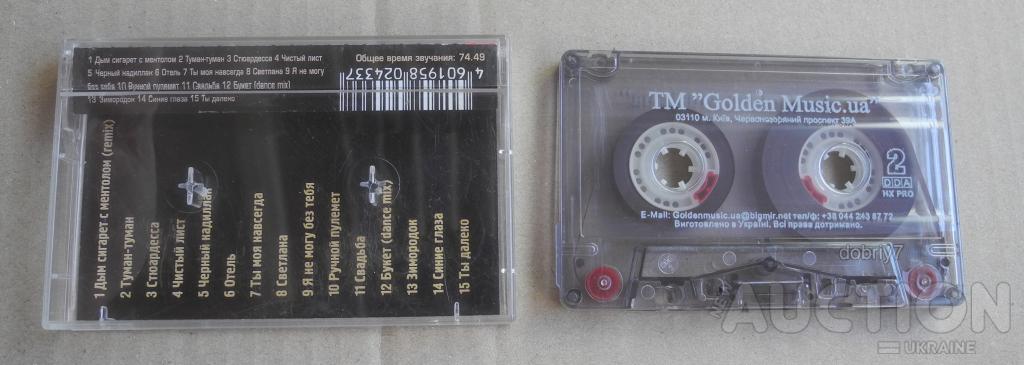 1 Дым сигарет с ментолом 2 Туман-туман 3 Стюардесса 4 Чистый лист
5 Черный надиллак 6 Отель 7 Ты моя навсегда 8 Светлана 9 Я не могу
без тебя 10 Ручной пулемет 11 Свадьба 12 Букет (dance mix)
13 Зимородок 14 Синие глаза 15 Ты далеко
Общее время звучания: 74.49
4 601958 024337
1 Дым сигарет с ментолом (remix)
2 Туман-туман
3 Стюардесса
4 Чистый лист
5 Черный надиллак
6 Отель
7 Ты моя навсегда
8 Светлана
9 Я не могу без тебя
10 Ручной пулемет
11 Свадьба
12 Букет (dance mix)
13 Зимородок
14 Синие глаза
15 Ты далеко
ТМ "Golden Music.ua"
03110 м. Київ, Червонозоряний проспект 39А
2
DDA
HX PRO
E-Mail: Goldenmusic.ua@bigmir.net тел/ф: +38 044 243 87 72
Виготовлено в Україні. Всі права дотримано.
dobriy7
AUCTION
UKRAINE